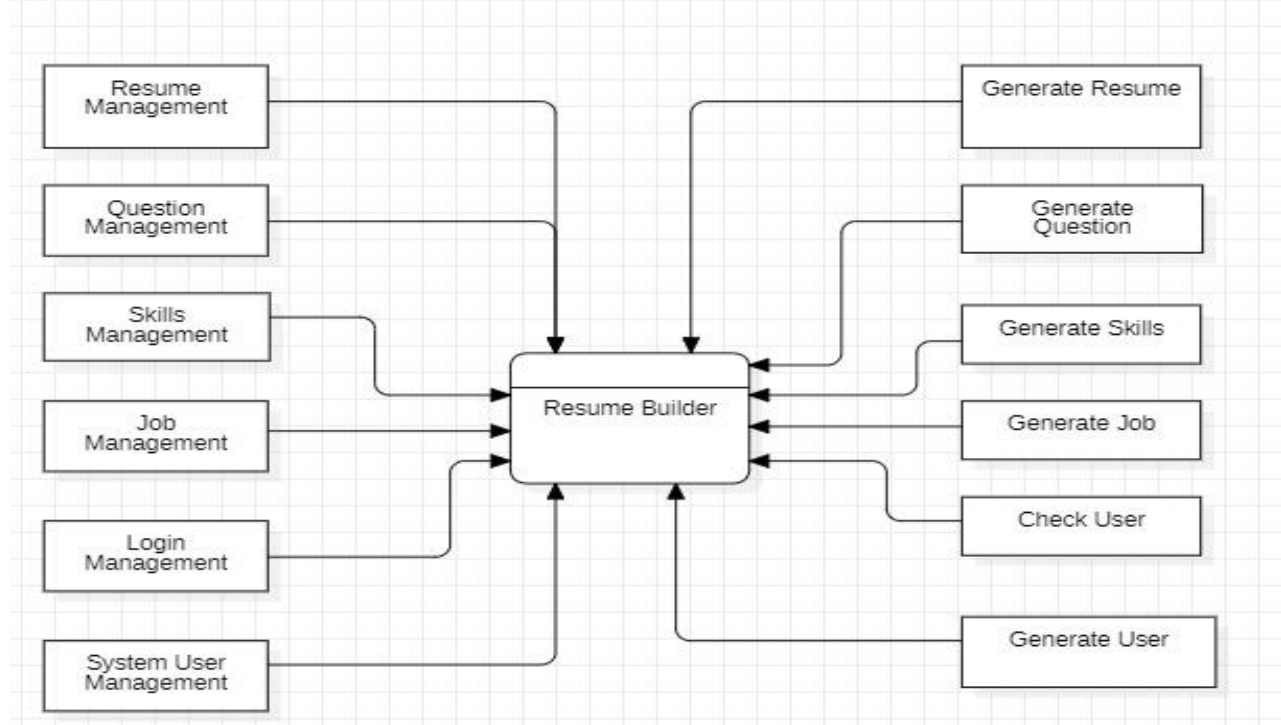 Resume
Management
Question
Management
Skills
Management
Job
Management
Login
Management
System User
Management
Resume Builder
Generate Resume
Generate
Question
Generate Skills
Generate Job
Check User
Generate User